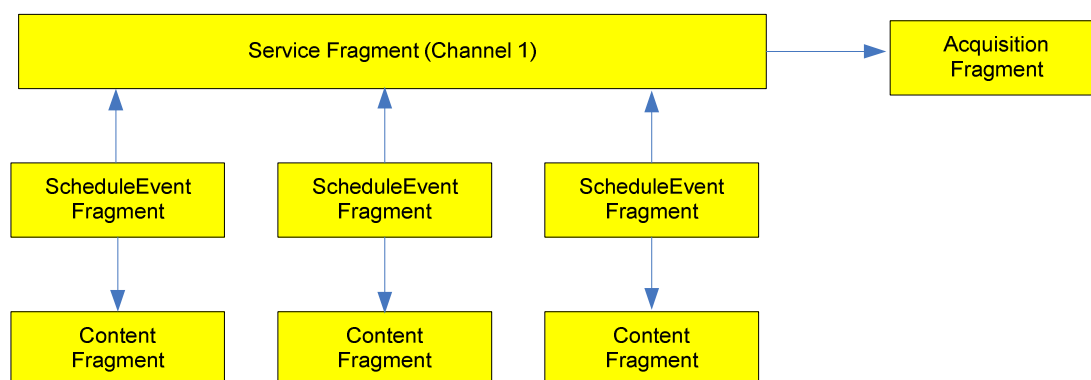 Service Fragment (Channel 1)
Acquisition
Fragment
ScheduleEvent
Fragment
ScheduleEvent
Fragment
ScheduleEvent
Fragment
Content
Fragment
Content
Fragment
Content
Fragment